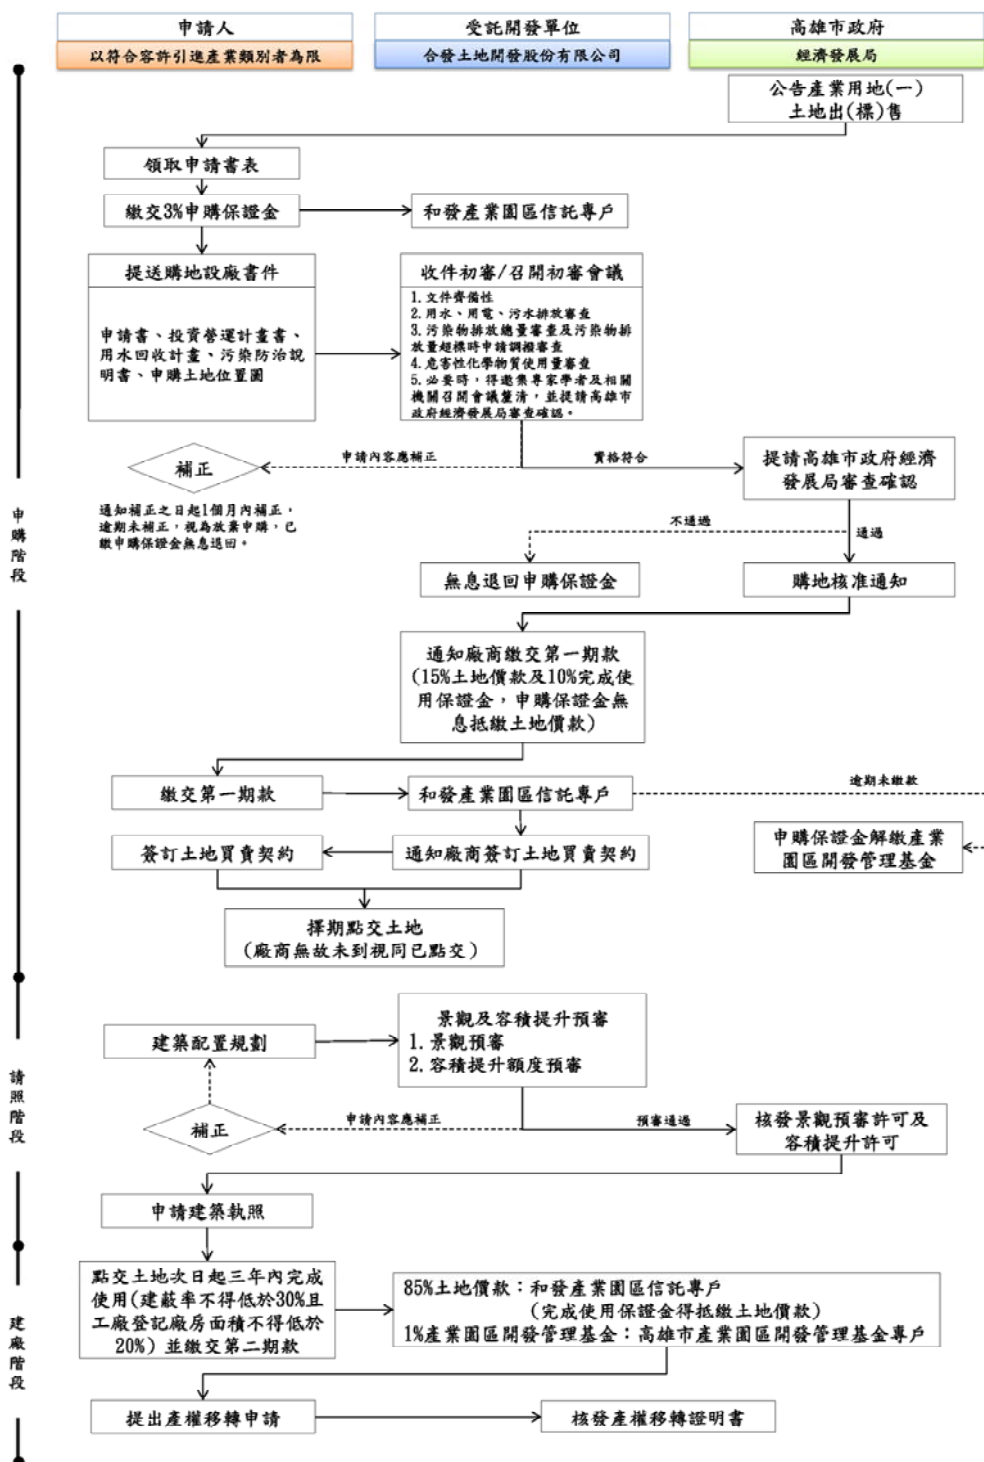 申請人
受託開發單位
高雄市政府
以符合容許引進產業類別者為限
合發土地開發股份有限公司
經濟發展局
公告產業用地(一)
土地出(標)售
領取申請書表
繳交3%申購保證金
和發產業園區信託專戶
提送購地設廠書件
申請書、投資營運計畫書、
用水回收計畫、污染防治說
明書、申購土地位置圖
收件初審/召開初審會議
1. 文件齊備性
2. 用水、用電、污水排放審查
3. 污染物排放總量審查及污染物排
放量超標時申請調撥審查
4. 危害性化學物質使用量審查
5. 必要時,得邀集專家學者及相關
機關召開會議釐清,並提請高雄市
政府經濟發展局審查確認。
補正
申請內容應補正
資格符合
提請高雄市政府經濟
發展局審查確認
通知補正之日起1個月內補正,
逾期未補正,視為放棄申購,已
繳申購保證金無息退回。
不通過
通過
無息退回申購保證金
購地核准通知
申購階段
通知廠商繳交第一期款
(15%土地價款及10%完成使
用保證金,申購保證金無
息抵繳土地價款)
繳交第一期款
和發產業園區信託專戶
逾期未繳款
簽訂土地買賣契約
通知廠商簽訂土地買賣契約
申購保證金解繳產業
園區開發管理基金
擇期點交土地
(廠商無故未到視同已點交)
建築配置規劃
景觀及容積提升預審
1. 景觀預審
2. 容積提升額度預審
請照階段
補正
申請內容應補正
預審通過
核發景觀預審許可及
容積提升許可
申請建築執照
點交土地次日起三年內完成
使用(建蔽率不得低於30%且
工廠登記廠房面積不得低於
20%) 並繳交第二期款
85%土地價款：和發產業園區信託專戶
(完成使用保證金得抵繳土地價款)
1%產業園區開發管理基金：高雄市產業園區開發管理基金專戶
建廠階段
提出產權移轉申請
核發產權移轉證明書